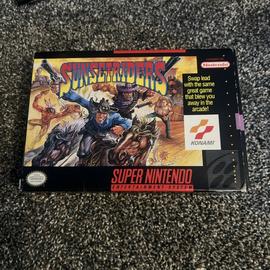 SUNSET RIDERS
Nintendo
Swap lead
with the same
great game
that blew you
away in the
arcade!
KONAMI
SUPER NINTENDO
ENTERTAINMENT SYSTEM